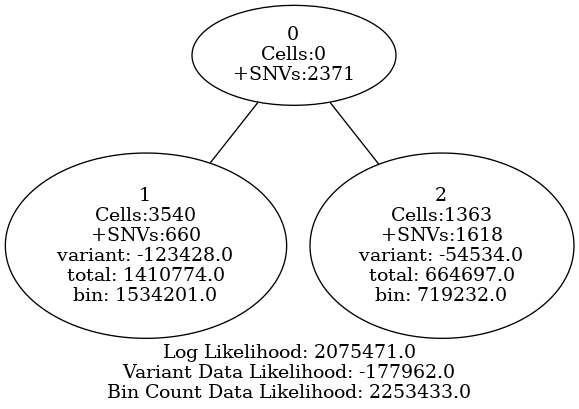 0
Cells:0
+SNVs:2371
1
Cells:3540
+SNVs:660
variant: -123428.0
total: 1410774.0
bin: 1534201.0
2
Cells:1363
+SNVs:1618
variant: -54534.0
total: 664697.0
bin: 719232.0
Log Likelihood: 2075471.0
Variant Data Likelihood: -177962.0
Bin Count Data Likelihood: 2253433.0